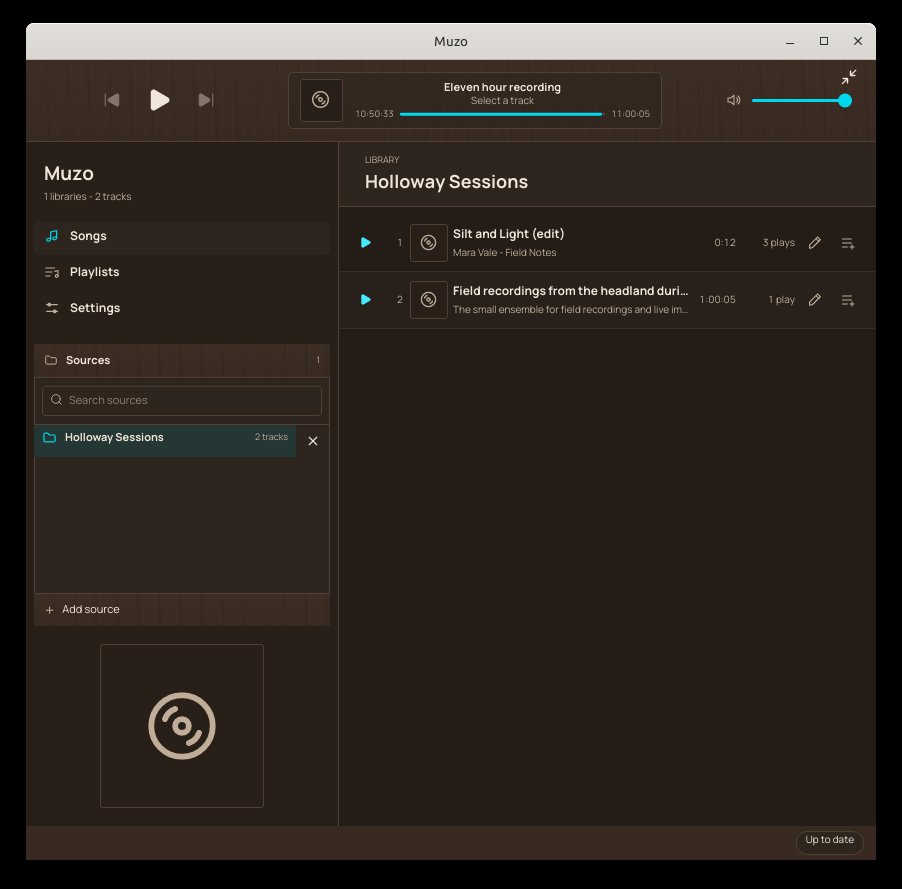 Muzo
Eleven hour recording
Select a track
10:50:33 11:00:05
Muzo
1 libraries - 2 tracks
Songs
Playlists
Settings
Sources 1
Search sources
Holloway Sessions 2 tracks
Add source
LIBRARY
Holloway Sessions
1 Silt and Light (edit) 0:12 3 plays
Mara Vale - Field Notes
2 Field recordings from the headland duri... 1:00:05 1 play
The small ensemble for field recordings and live im...
Up to date